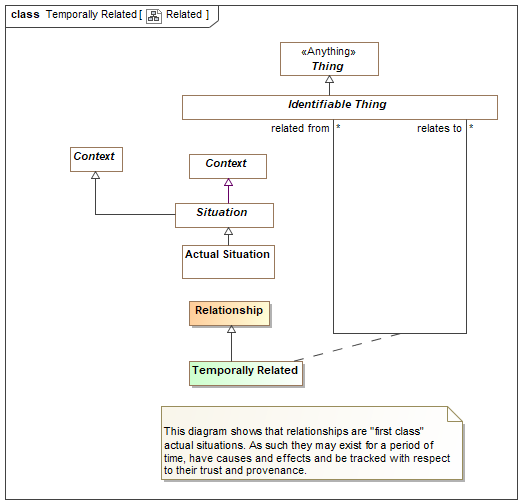 class Temporally Related [ Related ]
«Anything»
Thing
Identifiable Thing
related from * relates to *
Context
Context
Situation
Actual Situation
Relationship
Temporally Related
This diagram shows that relationships are "first class"
actual situations. As such they may exist for a period of
time, have causes and effects and be tracked with respect
to their trust and provenance.